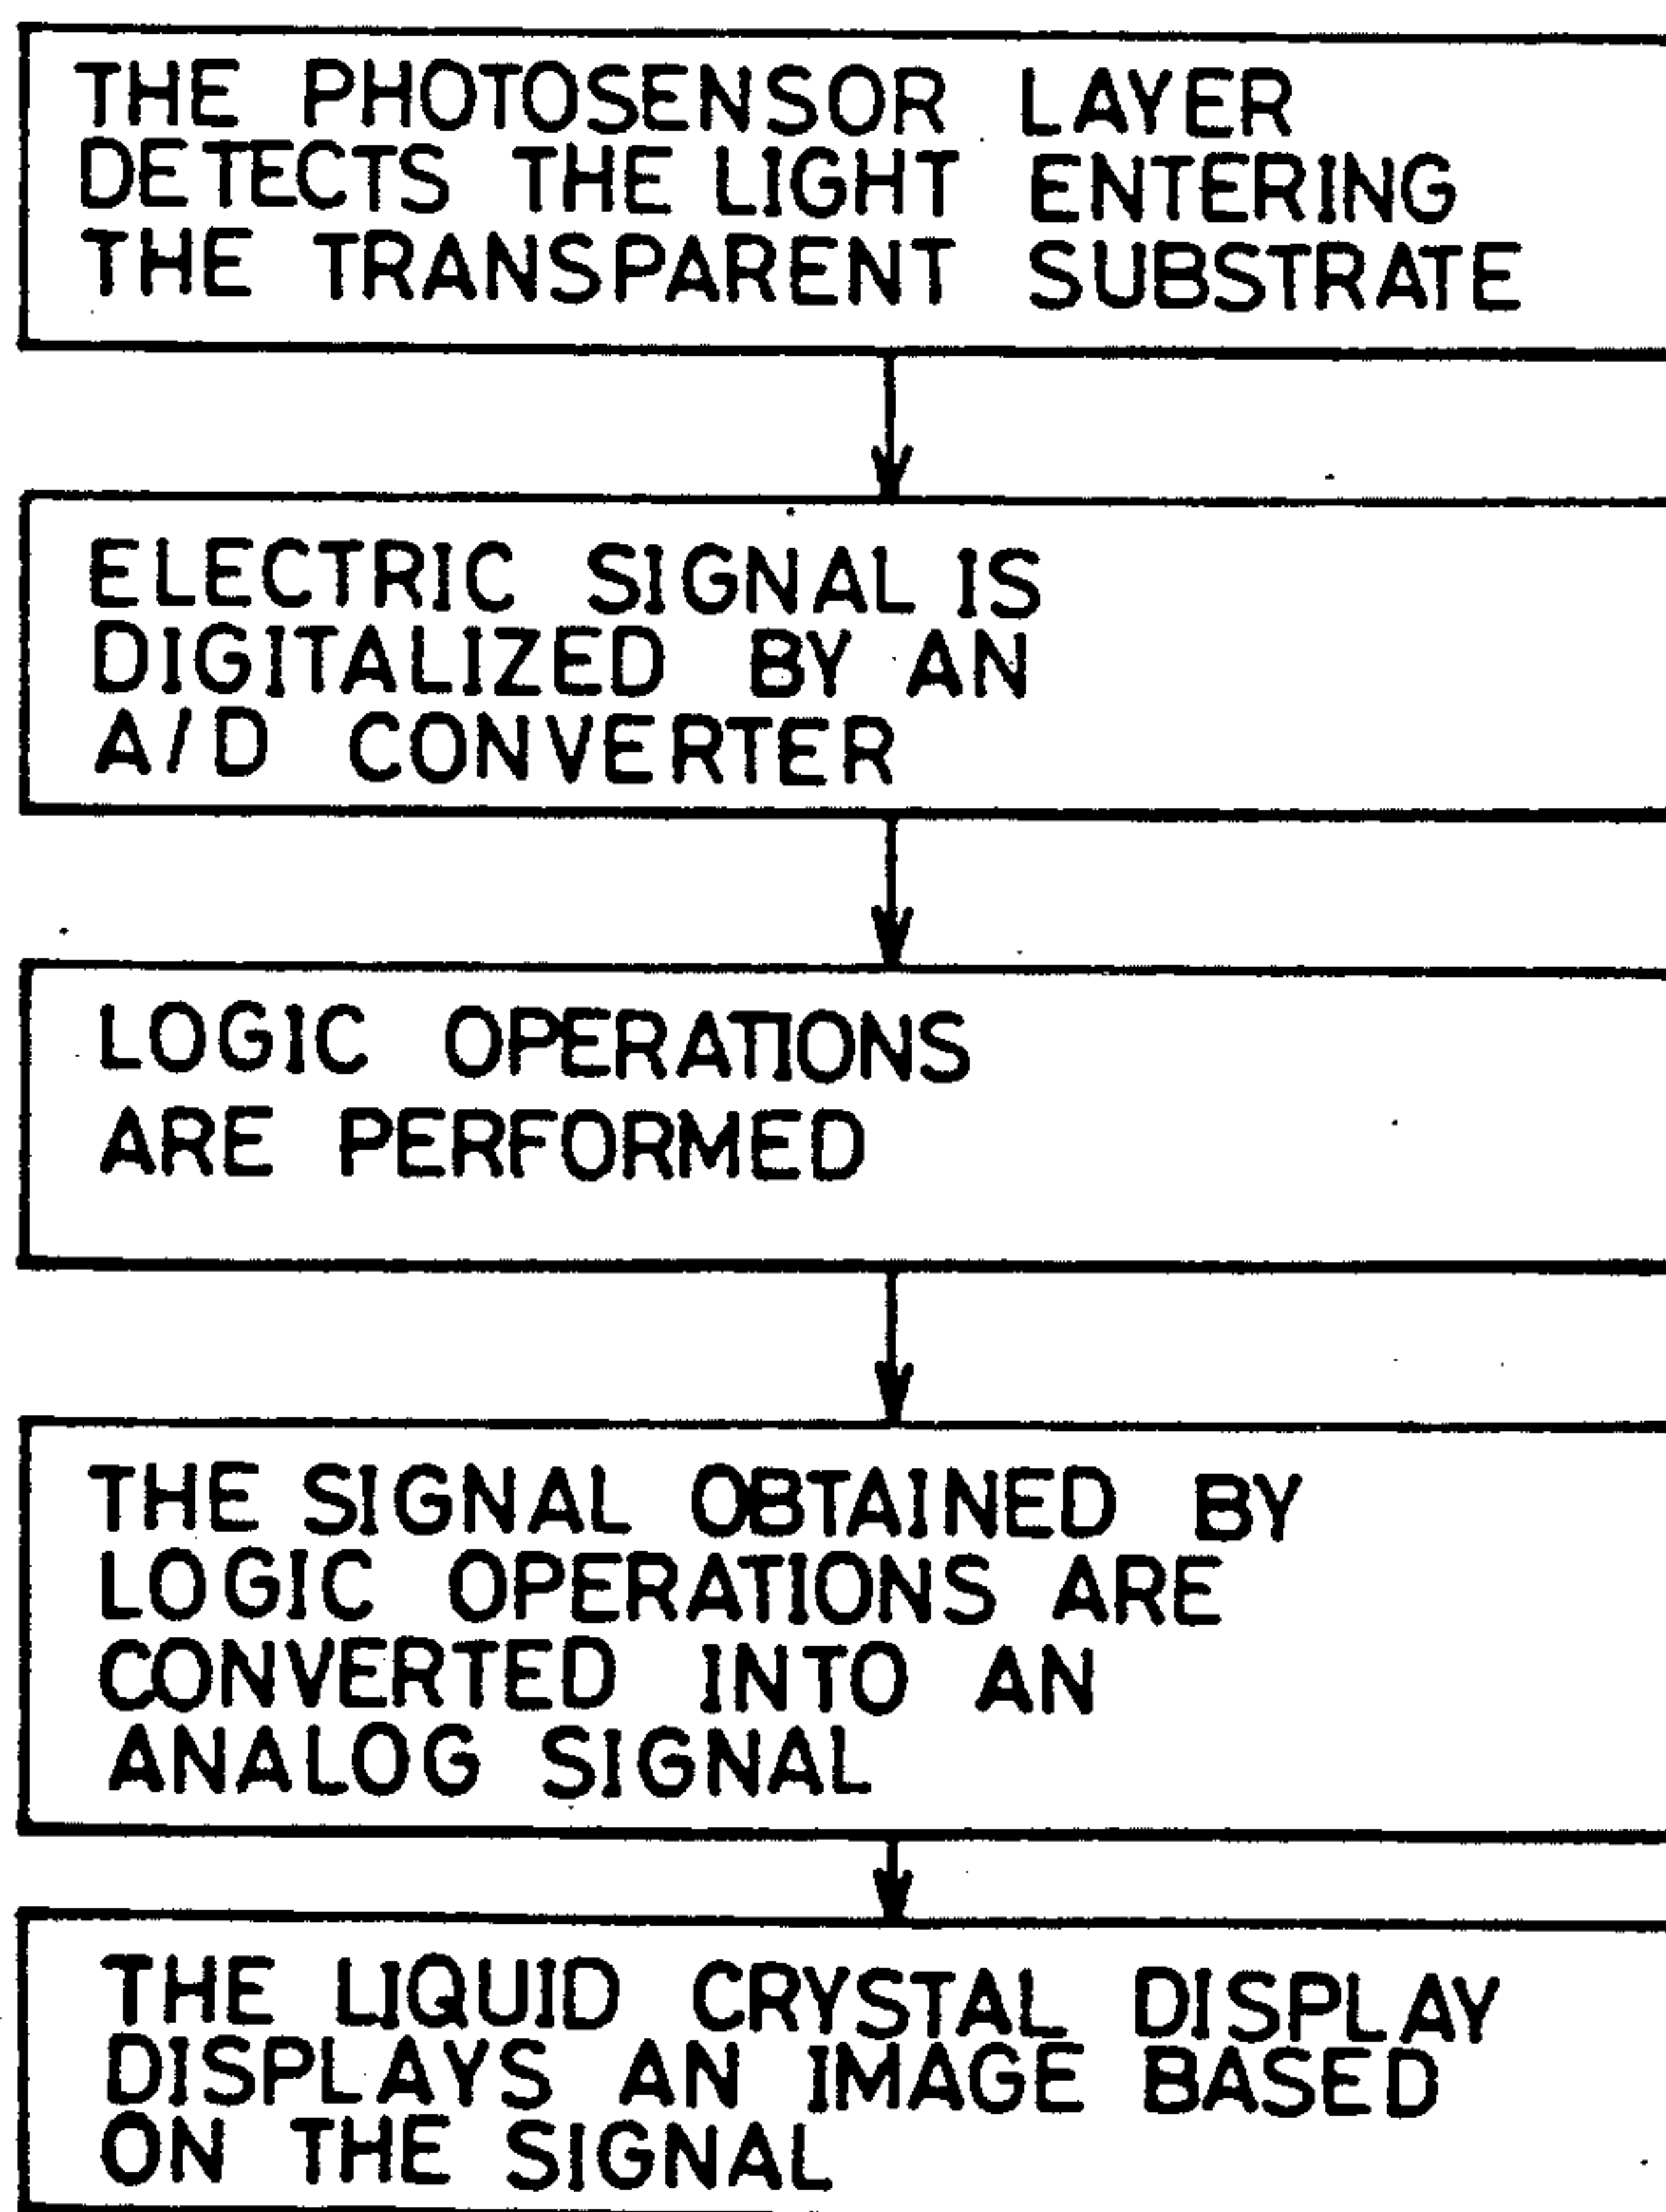 THE PHOTOSENSOR LAYER
DETECTS THE LIGHT ENTERING
THE TRANSPARENT SUBSTRATE
ELECTRIC SIGNAL IS
DIGITALIZED BY AN
A/D CONVERTER
LOGIC OPERATIONS
ARE PERFORMED
THE SIGNAL OBTAINED BY
LOGIC OPERATIONS ARE
CONVERTED INTO AN
ANALOG SIGNAL
THE LIQUID CRYSTAL DISPLAY
DISPLAYS AN IMAGE BASED
ON THE SIGNAL